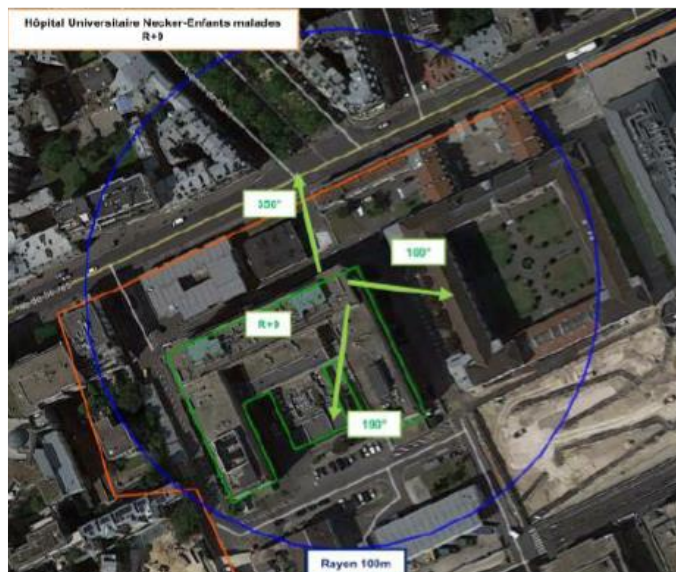 Hôpital Universitaire Necker-Enfants malades
R+9
350°
100°
R+9
190°
Rayon 100m